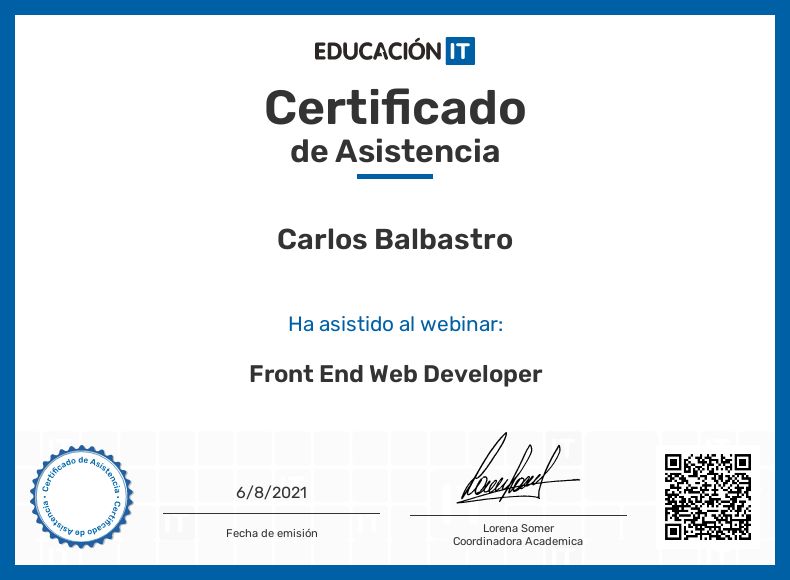 EDUCACIÓN IT
Certificado
de Asistencia
Carlos Balbastro
Ha asistido al webinar:
Front End Web Developer
Certificado de Asistencia • Certificado de Asistencia •
6/8/2021
Fecha de emisión
Lorena Somer
Coordinadora Academica